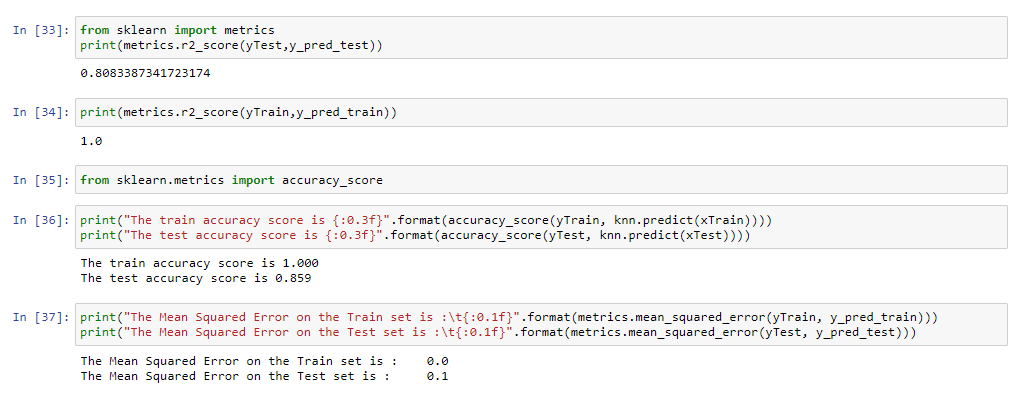 In [33]: from sklearn import metrics
print(metrics.r2_score(yTest,y_pred_test))
0.8083387341723174
In [34]: print(metrics.r2_score(yTrain,y_pred_train))
1.0
In [35]: from sklearn.metrics import accuracy_score
In [36]: print("The train accuracy score is {:0.3f}".format(accuracy_score(yTrain, knn.predict(xTrain))))
print("The test accuracy score is {:0.3f}".format(accuracy_score(yTest, knn.predict(xTest))))
The train accuracy score is 1.000
The test accuracy score is 0.859
In [37]: print("The Mean Squared Error on the Train set is :\t{:0.1f}".format(metrics.mean_squared_error(yTrain, y_pred_train)))
print("The Mean Squared Error on the Test set is :\t{:0.1f}".format(metrics.mean_squared_error(yTest, y_pred_test)))
The Mean Squared Error on the Train set is :    0.0
The Mean Squared Error on the Test set is :     0.1